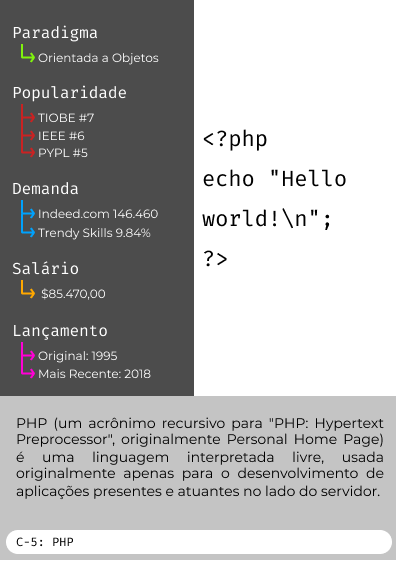 Paradigma
Orientada a Objetos
Popularidade
TIOBE #7
IEEE #6
PYPL #5
Demanda
Indeed.com 146.460
Trendy Skills 9.84%
Salário
$85.470,00
Lançamento
Original: 1995
Mais Recente: 2018
<?php
echo "Hello
world!\n";
?>
PHP (um acrônimo recursivo para "PHP: Hypertext
Preprocessor", originalmente Personal Home Page)
é uma linguagem interpretada livre, usada
originalmente apenas para o desenvolvimento de
aplicações presentes e atuantes no lado do servidor.
C-5: PHP